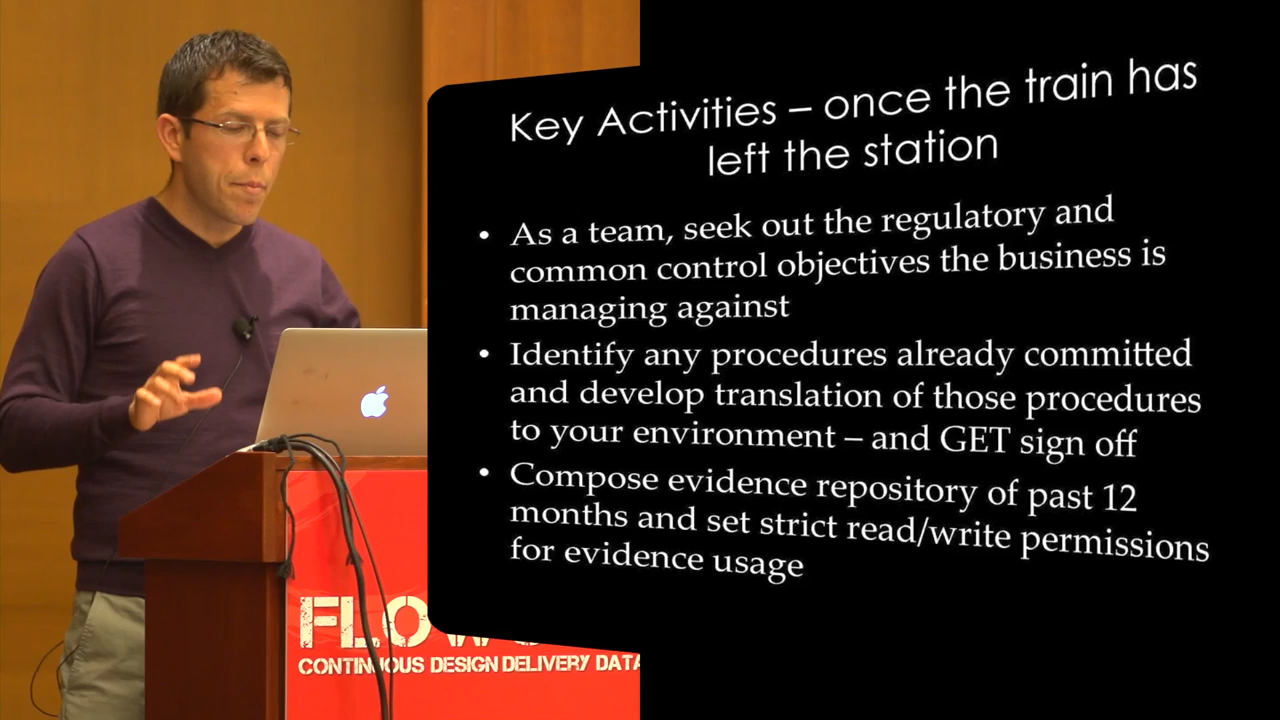 Key Activities – once the train has
left the station
• As a team, seek out the regulatory and
common control objectives the business is
managing against
• Identify any procedures already committed
and develop translation of those procedures
to your environment – and GET sign off
• Compose evidence repository of past 12
months and set strict read/write permissions
for evidence usage
CONTINUOUS DESIGN DELIVERY DATA